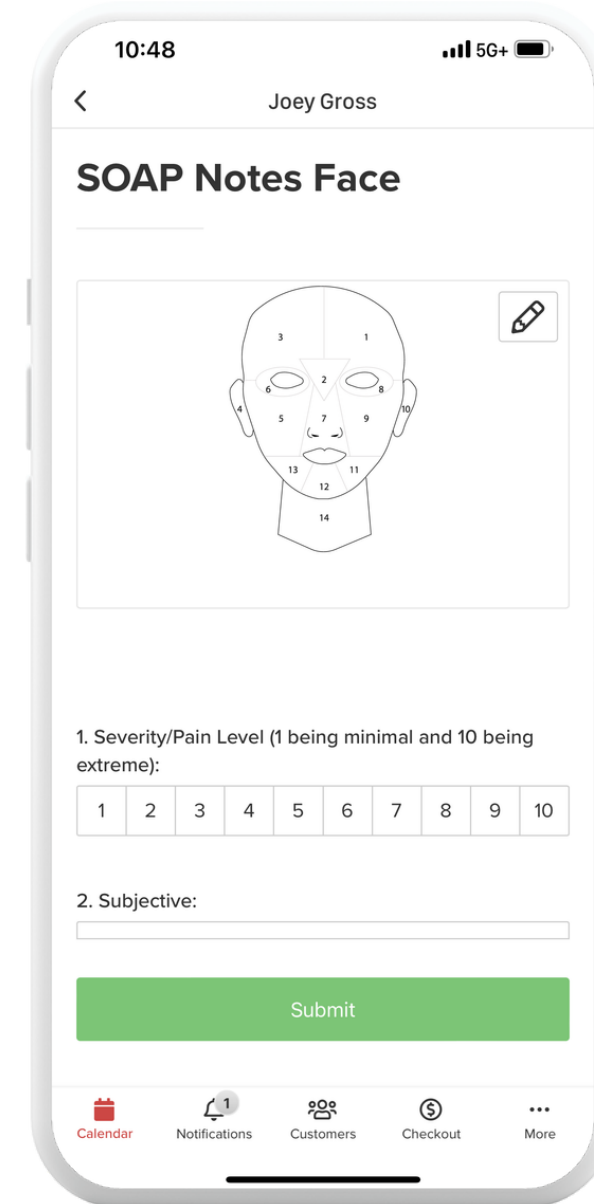 10:48 5G+
Joey Gross
SOAP Notes Face
3 1
2
6 8
4 10
5 7 9
13 11
12
14
1. Severity/Pain Level (1 being minimal and 10 being
extreme):
1 2 3 4 5 6 7 8 9 10
2. Subjective:
Submit
1
Calendar Notifications Customers Checkout More